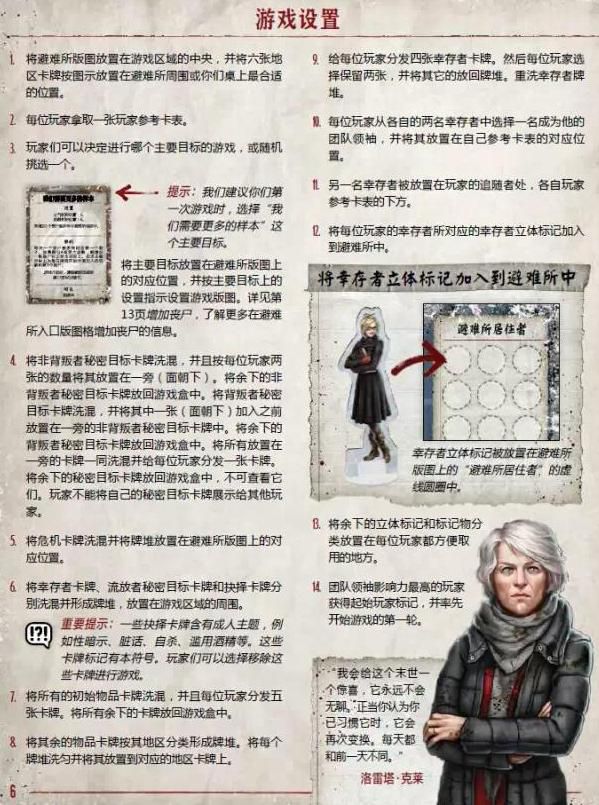 游戏设置
1. 将避难所版图放置在游戏区域的中央，并将六张地
区卡牌按图示放置在避难所周围或你们桌上最合适
的位置。
2. 每位玩家拿取一张玩家参考卡表。
3. 玩家们可以决定进行哪个主要目标的游戏，或随机
挑选一个。
提示：我们建议你们第
一次游戏时，选择“我
们需要更多的样本”这
个主要目标。
将主要目标放置在避难所版图上
的对应位置，并按主要目标上的
设置指示设置游戏版图。详见第
13页增加丧尸，了解更多在避难
所入口版图格增加丧尸的信息。
4. 将非背叛者秘密目标卡牌洗混，并且按每位玩家两
张的数量将其放置在一旁（面朝下）。将余下的非
背叛者秘密目标卡牌放回游戏盒中。将背叛者秘密
目标卡牌洗混，并将其中一张（面朝下）加入之前
放置在一旁的非背叛者秘密目标卡牌中。将余下的
背叛者秘密目标卡牌放回游戏盒中。将所有放置在
一旁的卡牌一同洗混并给每位玩家分发一张卡牌。
将余下的秘密目标卡牌放回游戏盒中，不可查看它
们。玩家不能将自己的秘密目标卡牌展示给其他玩
家。
5. 将危机卡牌洗混并将牌堆放置在避难所版图上的对
应位置。
6. 将幸存者卡牌、流放者秘密目标卡牌和抉择卡牌分
别洗混并形成牌堆，放置在游戏区域的周围。
!?!
重要提示：一些抉择卡牌含有成人主题，例
如性暗示、脏话、自杀、滥用酒精等。这些
卡牌标记有本符号。玩家们可以选择移除这
些卡牌进行游戏。
7. 将所有的初始物品卡牌洗混，并且每位玩家分发五
张卡牌。将所有余下的卡牌放回游戏盒中。
8. 将其余的物品卡牌按其地区分类形成牌堆。将每个
牌堆洗匀并将其放置到对应的地区卡牌上。
6
9. 给每位玩家分发四张幸存者卡牌。然后每位玩家选
择保留两张，并将其它的放回牌堆。重洗幸存者牌
堆。
10. 每位玩家从各自的两名幸存者中选择一名成为他的
团队领袖，并将其放置在自己参考卡表的对应位
置。
11. 另一名幸存者被放置在玩家的追随者处，各自玩家
参考卡表的下方。
12. 将每位玩家的幸存者所对应的幸存者立体标记加入
到避难所中。
将幸存者立体标记加入到避难所中
避难所居住者
幸存者立体标记被放置在避难所
版图上的“避难所居住者”的虚
线圆圈中。
13. 将余下的立体标记和标记物分
类放置在每位玩家都方便取
用的地方。
14. 团队领袖影响力最高的玩家
获得起始玩家标记，并率先
开始游戏的第一轮。
“我会给这个末世一
个惊喜，它永远不会
无聊。正当你认为你
已习惯它时，它会
再次变换。每天都
和前一天不同。”
洛雷塔·克莱